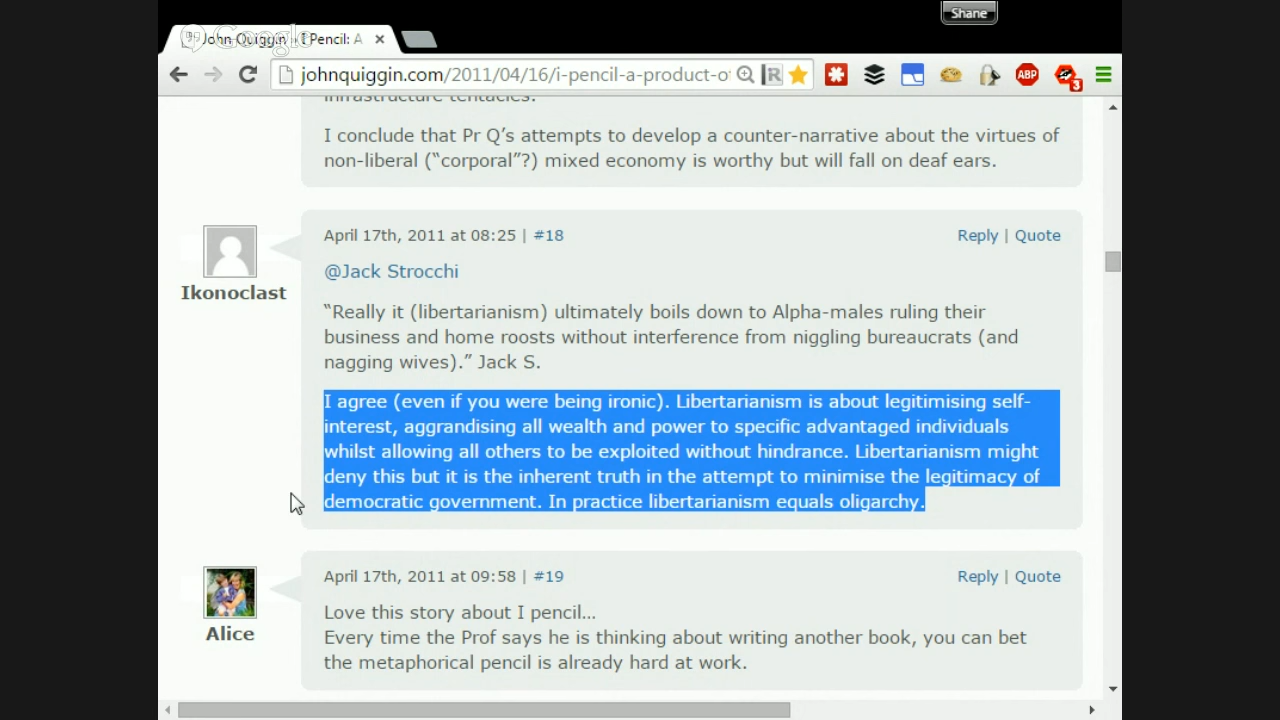 Shane
John Quiggin » I Pencil: A
Google
johnquiggin.com/2011/04/16/i-pencil-a-product-o
ABP
3
infrastructure tentacles.
I conclude that Pr Q’s attempts to develop a counter-narrative about the virtues of
non-liberal (“corporal”?) mixed economy is worthy but will fall on deaf ears.
April 17th, 2011 at 08:25 | #18
Reply | Quote
Ikonoclast
@Jack Strocchi
“Really it (libertarianism) ultimately boils down to Alpha-males ruling their
business and home roosts without interference from niggling bureaucrats (and
nagging wives).” Jack S.
I agree (even if you were being ironic). Libertarianism is about legitimising self-
interest, aggrandising all wealth and power to specific advantaged individuals
whilst allowing all others to be exploited without hindrance. Libertarianism might
deny this but it is the inherent truth in the attempt to minimise the legitimacy of
democratic government. In practice libertarianism equals oligarchy.
April 17th, 2011 at 09:58 | #19
Reply | Quote
Alice
Love this story about I pencil...
Every time the Prof says he is thinking about writing another book, you can bet
the metaphorical pencil is already hard at work.